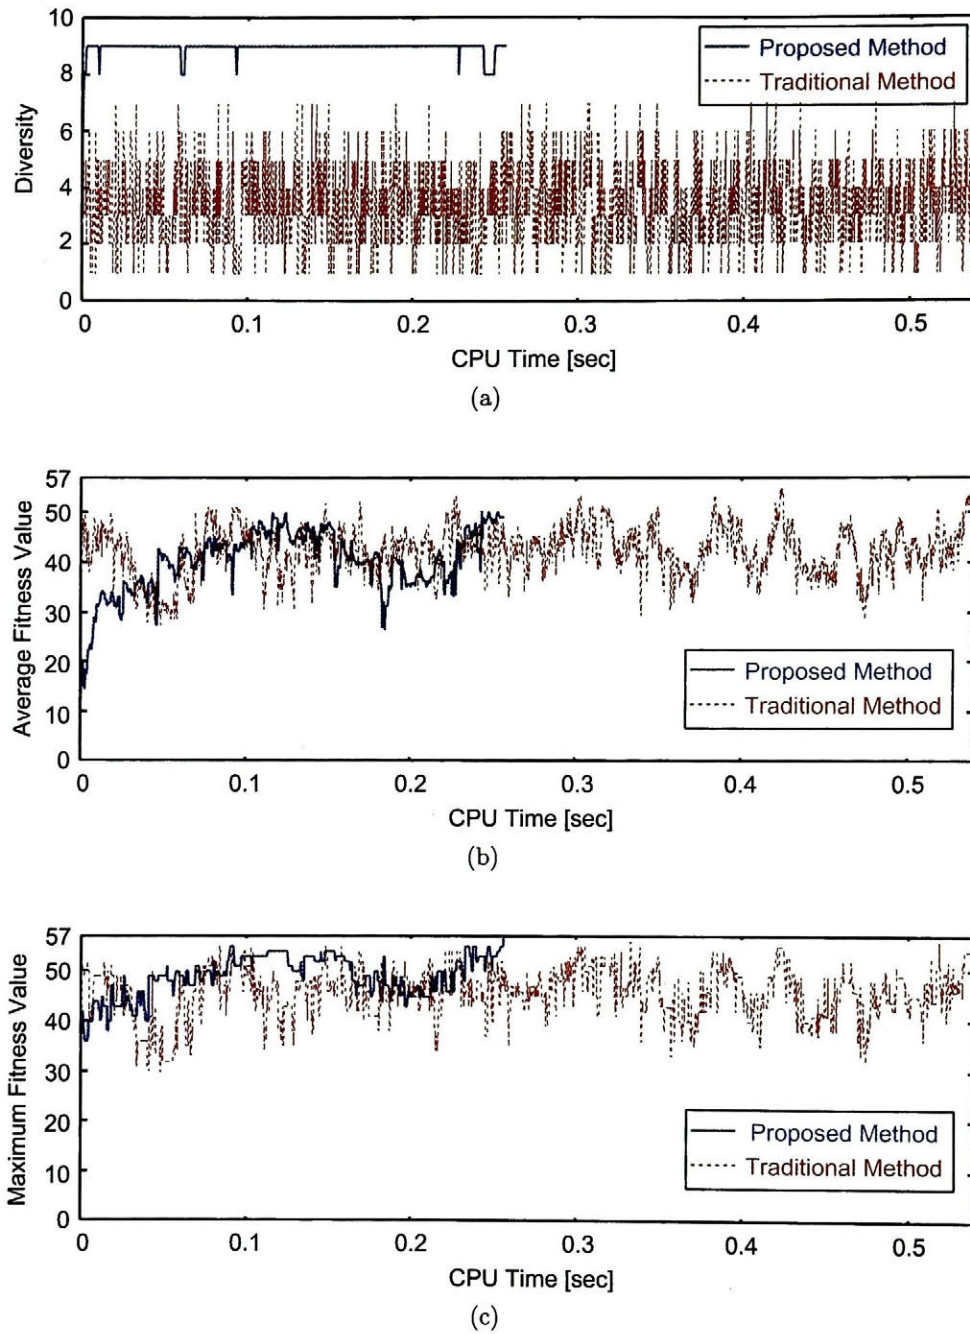 10
8
6
4
2
0
Diversity
Proposed Method
Traditional Method
0
0.1
0.2
0.3
0.4
0.5
CPU Time [sec]
(a)
57
50
40
30
20
10
0
Average Fitness Value
Proposed Method
Traditional Method
0
0.1
0.2
0.3
0.4
0.5
CPU Time [sec]
(b)
57
50
40
30
20
10
0
Maximum Fitness Value
Proposed Method
Traditional Method
0
0.1
0.2
0.3
0.4
0.5
CPU Time [sec]
(c)